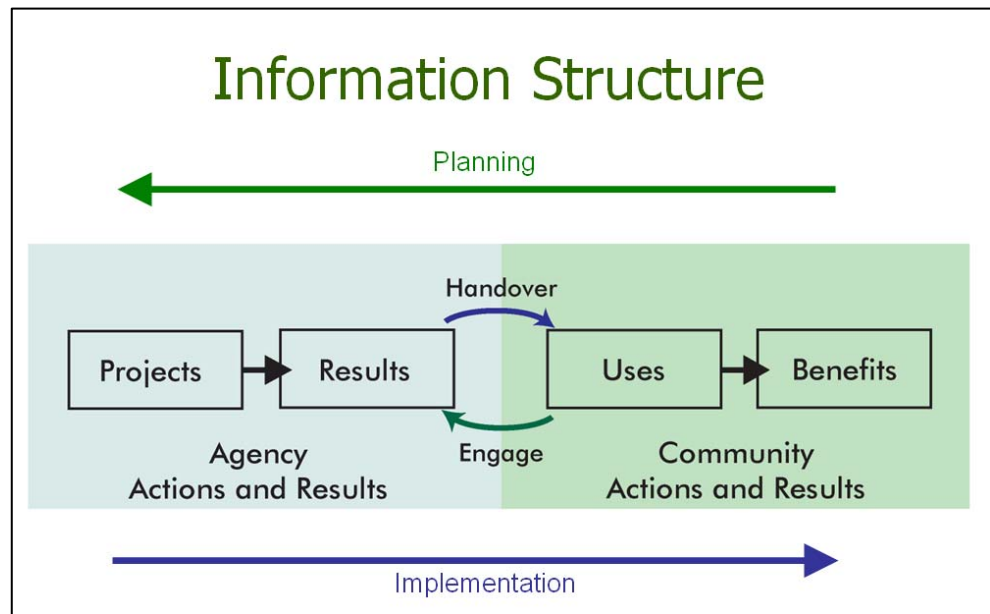 Information Structure
Planning
Handover
Projects
Results
Uses
Benefits
Engage
Agency
Actions and Results
Community
Actions and Results
Implementation